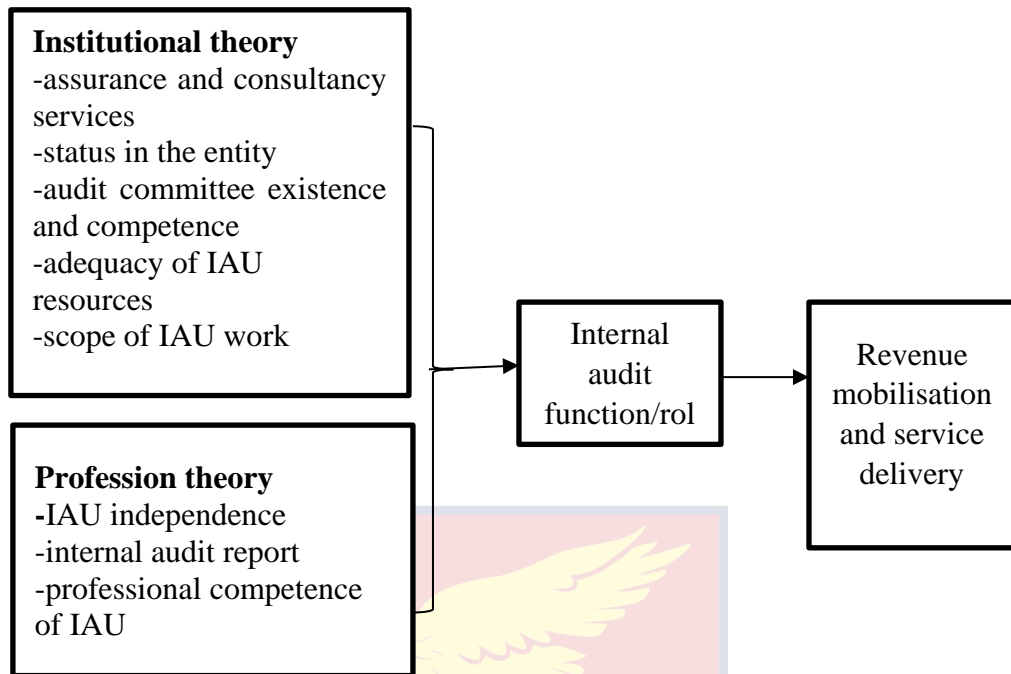 Institutional theory
-assurance and consultancy
services
-status in the entity
-audit committee existence
and competence
-adequacy of IAU
resources
-scope of IAU work
Profession theory
-IAU independence
-internal audit report
-professional competence
of IAU
Internal
audit
function/rol
Revenue
mobilisation
and service
delivery